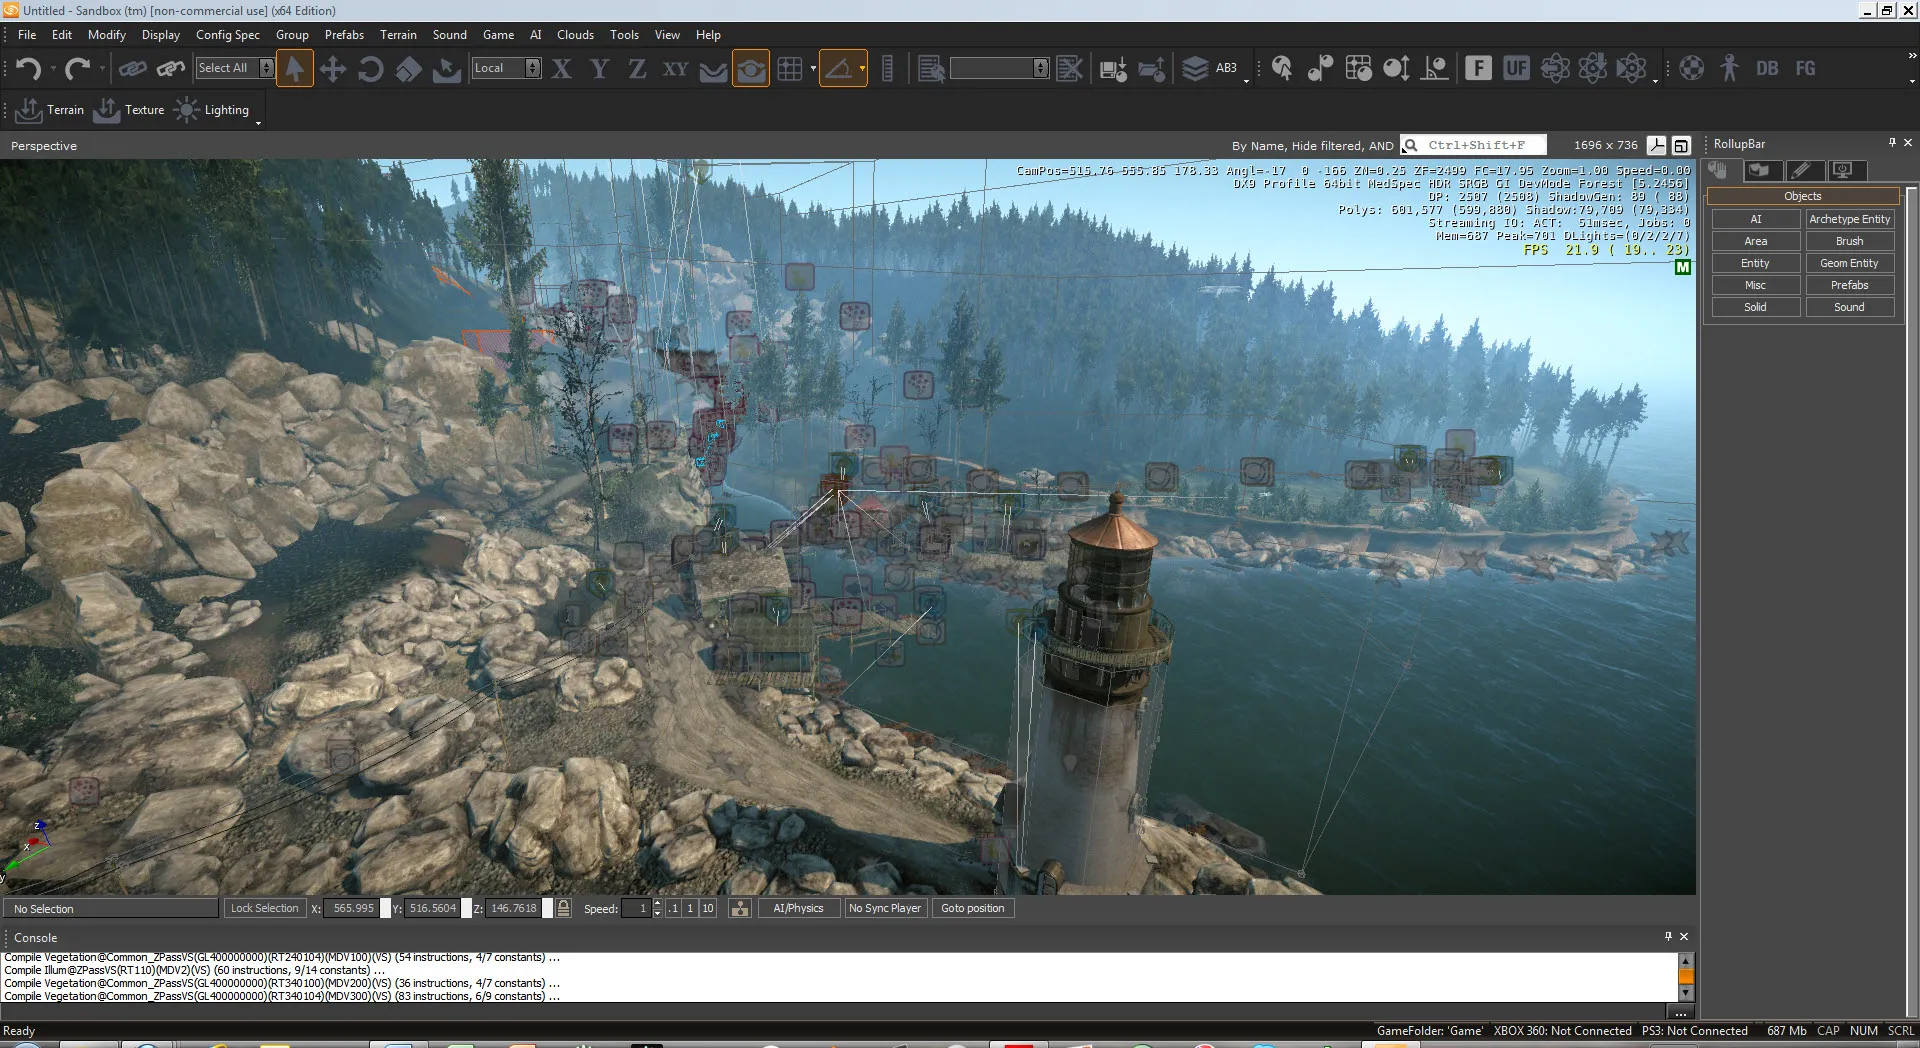 Untitled - Sandbox (tm) [non-commercial use] (x64 Edition)
File Edit Modify Display Config Spec Group Prefabs Terrain Sound Game AI Clouds Tools View Help
Select All Local X Y Z XY AB3 F UF DB FG
Terrain Texture Lighting
Perspective By Name, Hide filtered, AND Ctrl+Shift+F 1696 x 736
RollupBar
CamPos=515.76 555.85 178.33 Angl=-17 0 -166 ZN=0.25 ZF=2499 FC=17.95 Zoom=1.00 Speed=0.00
DX9 Profile 64bit MedSpec HDR SRGB GI DevMode Forest [5.2456]
DP: 2507 (2508) ShadowGen: 89 ( 88)
Polys: 601,577 (599,880) Shadow:79,709 (79,334)
Streaming IO: ACT: 51msec, Jobs: 0
Mem=687 Peak=701 DLights=(0/2/2/7)
FPS 21.9 ( 19.. 23)
M
Objects
AI Archetype Entity
Area Brush
Entity Geom Entity
Misc Prefabs
Solid Sound
z
x
y
No Selection Lock Selection X: 565.995 Y: 516.5604 Z: 146.7618 Speed: 1 .1 1 10 AI/Physics No Sync Player Goto position
Console
Compile Vegetation@Common_ZPassVS(GL400000000)(RT240104)(MDV100)(VS) (54 instructions, 4/7 constants) ...
Compile Illum@ZPassVS(RT110)(MDV2)(VS) (60 instructions, 9/14 constants) ...
Compile Vegetation@Common_ZPassVS(GL400000000)(RT340100)(MDV200)(VS) (36 instructions, 4/7 constants) ...
Compile Vegetation@Common_ZPassVS(GL400000000)(RT340104)(MDV300)(VS) (83 instructions, 6/9 constants) ...
...
Ready GameFolder: 'Game' XBOX 360: Not Connected PS3: Not Connected 687 Mb CAP NUM SCRL